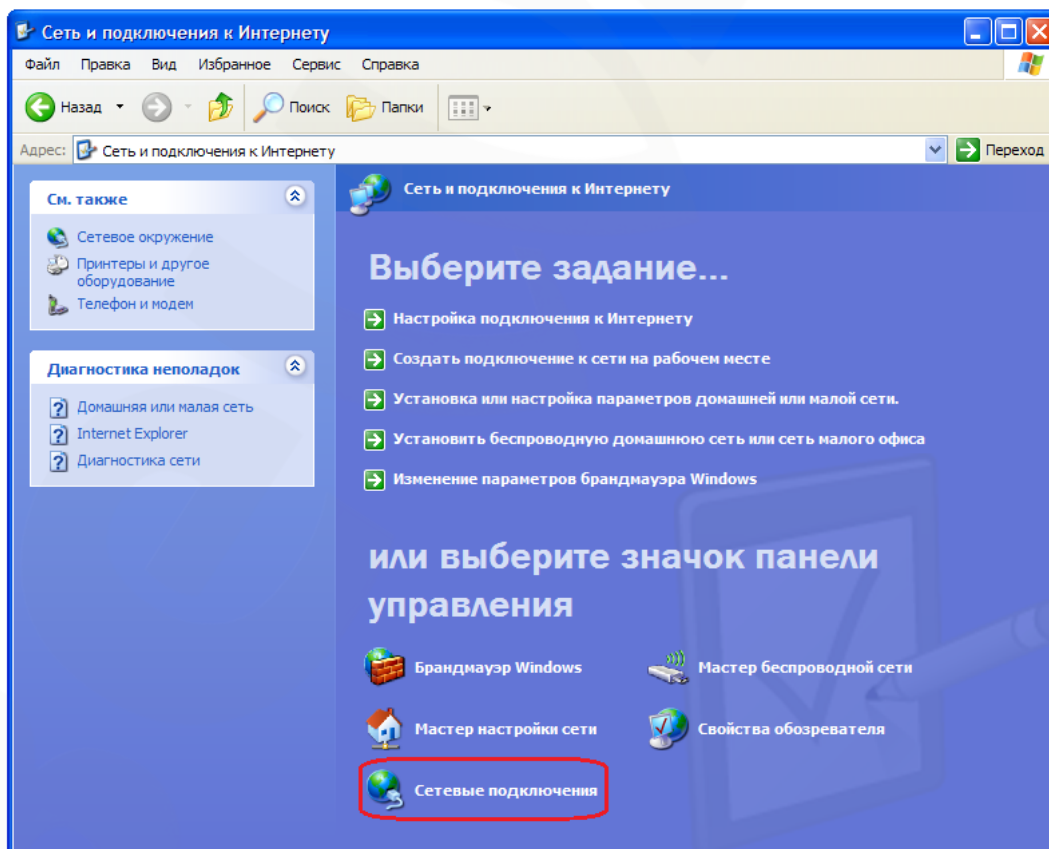 Сеть и подключения к Интернету
Файл Правка Вид Избранное Сервис Справка
Назад Поиск Папки
Адрес: Сеть и подключения к Интернету Переход
См. также
Сетевое окружение
Принтеры и другое
оборудование
Телефон и модем
Диагностика неполадок
Домашняя или малая сеть
Internet Explorer
Диагностика сети
Сеть и подключения к Интернету
Выберите задание...
Настройка подключения к Интернету
Создать подключение к сети на рабочем месте
Установка или настройка параметров домашней или малой сети.
Установить беспроводную домашнюю сеть или сеть малого офиса
Изменение параметров брандмауэра Windows
или выберите значок панели
управления
Брандмауэр Windows Мастер беспроводной сети
Мастер настройки сети Свойства обозревателя
Сетевые подключения